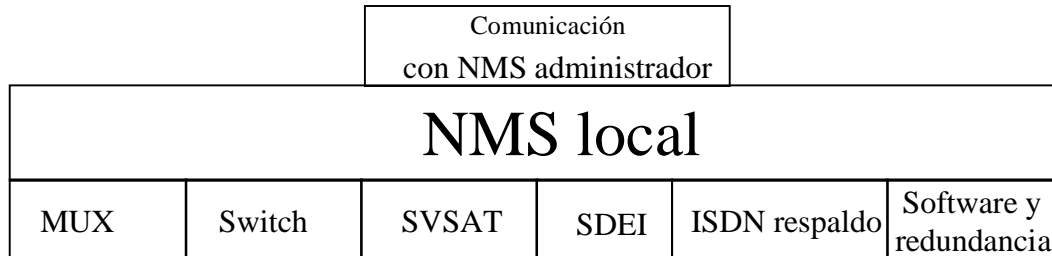 Comunicación
con NMS administrador
NMS local
MUX
Switch
SVSAT
SDEI
ISDN respaldo
Software y
redundancia